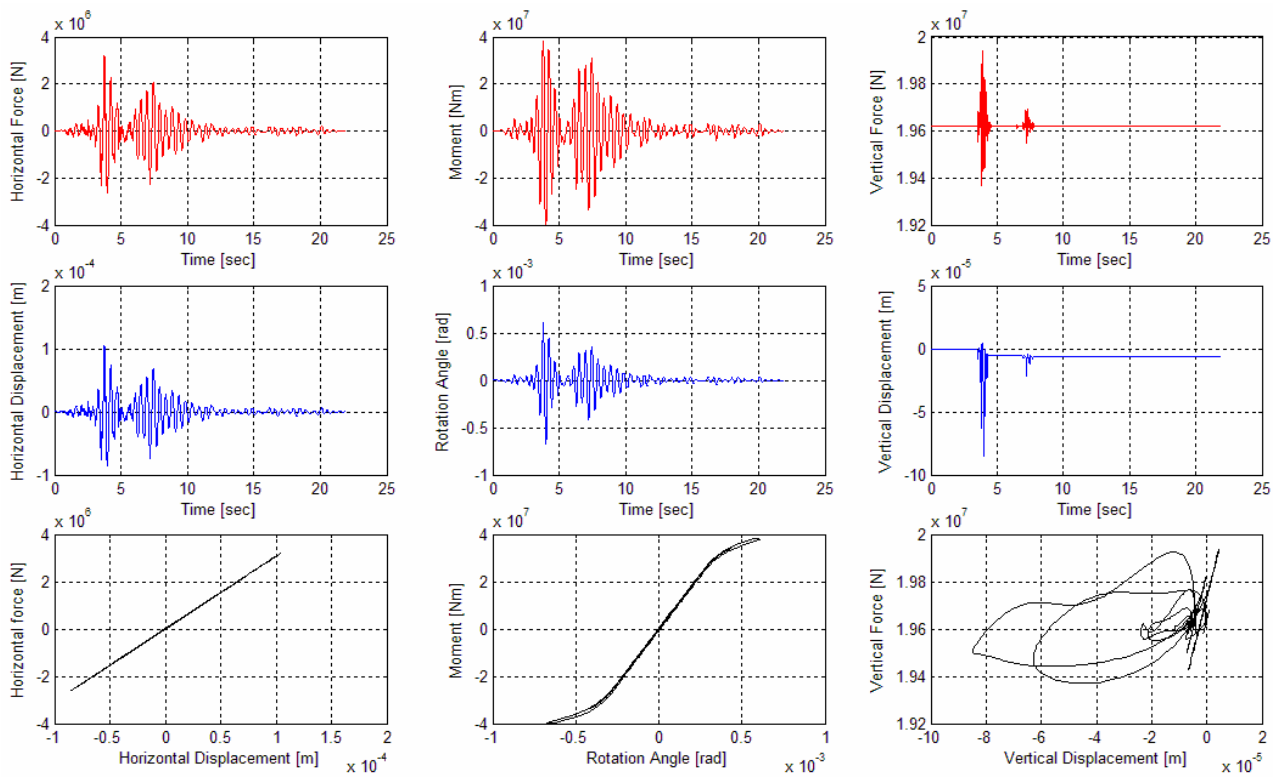 x 10^6
4
2
0
-2
-4
Horizontal Force [N]
0 5 10 15 20 25
Time [sec]
x 10^7
4
2
0
-2
-4
Moment [Nm]
0 5 10 15 20 25
Time [sec]
x 10^7
2
1.98
1.96
1.94
1.92
Vertical Force [N]
0 5 10 15 20 25
Time [sec]
x 10^-4
2
1
0
-1
Horizontal Displacement [m]
0 5 10 15 20 25
Time [sec]
x 10^-3
1
0.5
0
-0.5
-1
Rotation Angle [rad]
0 5 10 15 20 25
Time [sec]
x 10^-5
5
0
-5
-10
Vertical Displacement [m]
0 5 10 15 20 25
Time [sec]
x 10^6
4
2
0
-2
-4
Horizontal force [N]
-1 0 1 2
Horizontal Displacement [m]
x 10^-4
x 10^7
4
2
0
-2
-4
Moment [Nm]
-1 -0.5 0 0.5 1
Rotation Angle [rad]
x 10^-3
x 10^7
2
1.98
1.96
1.94
1.92
Vertical Force [N]
-10 -8 -6 -4 -2 0 2
Vertical Displacement [m]
x 10^-5